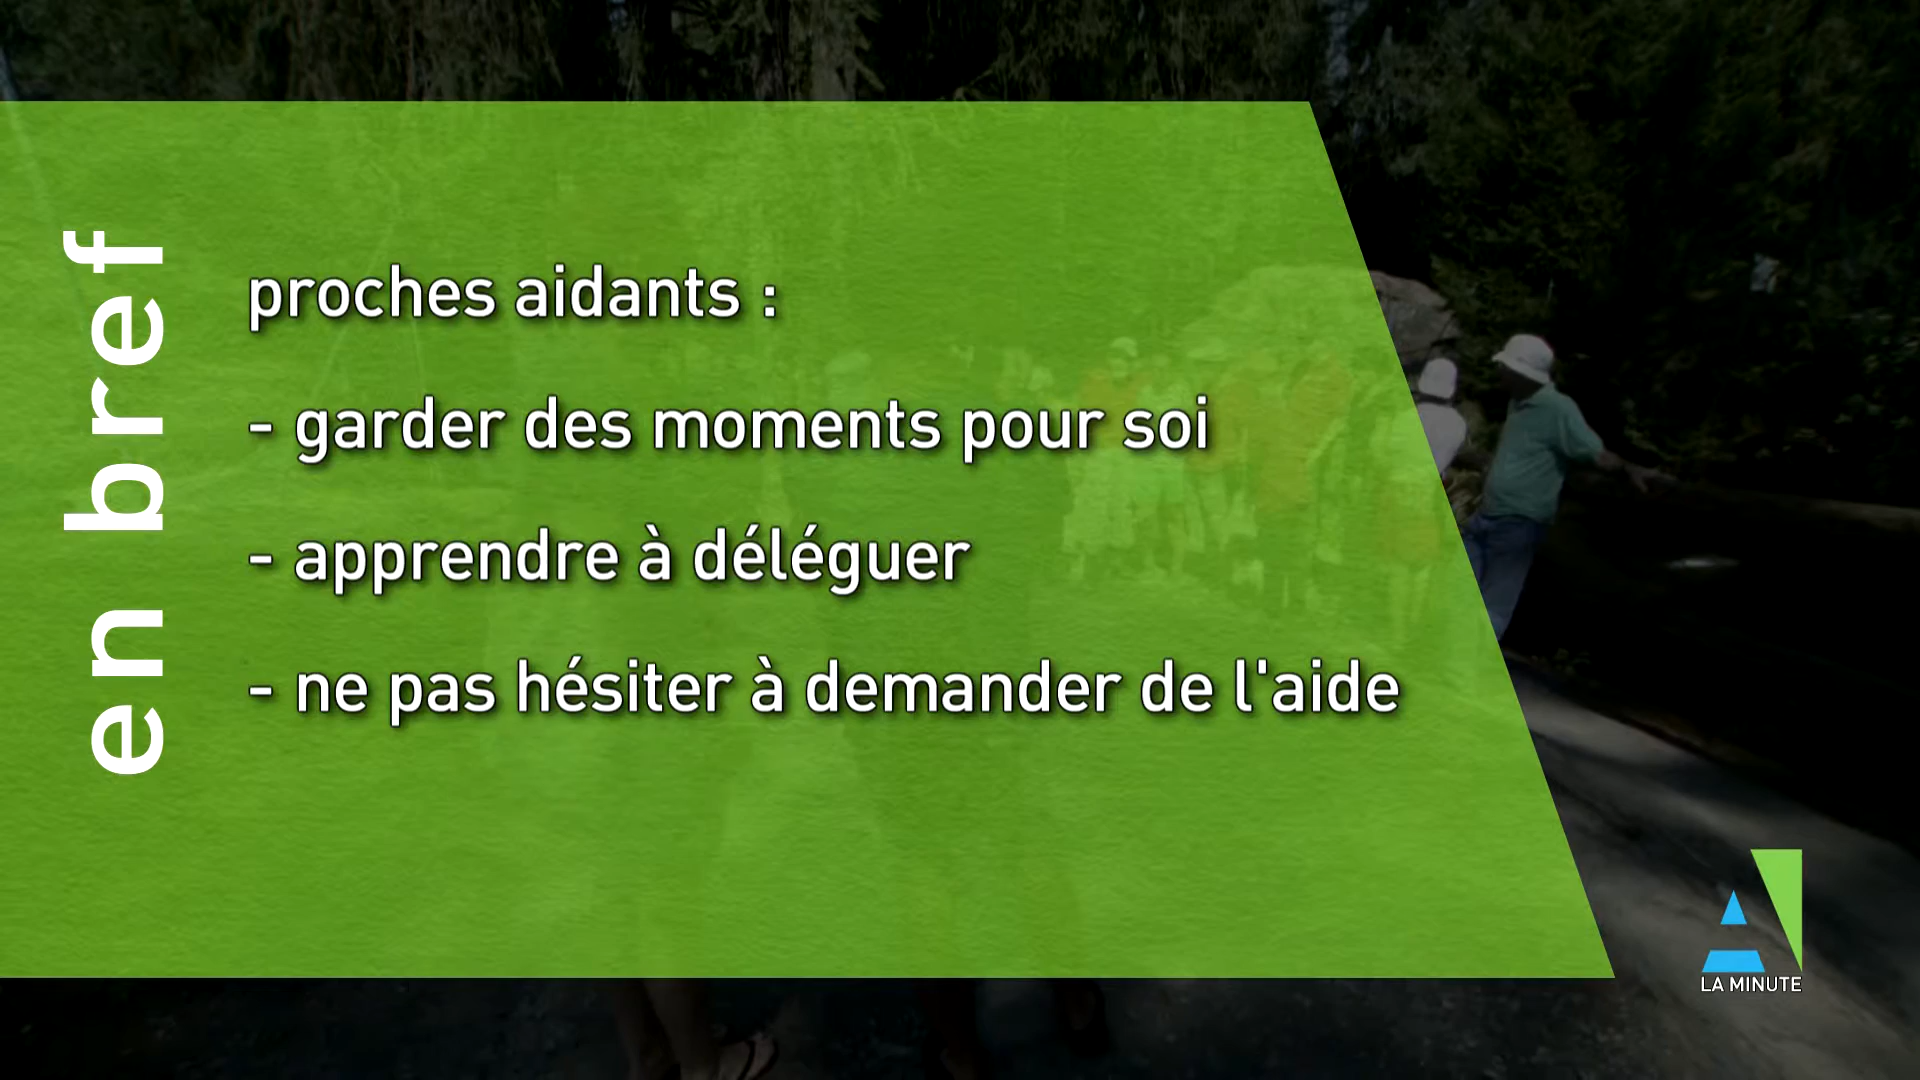 en bref
proches aidants :
- garder des moments pour soi
- apprendre à déléguer
- ne pas hésiter à demander de l'aide
LA MINUTE